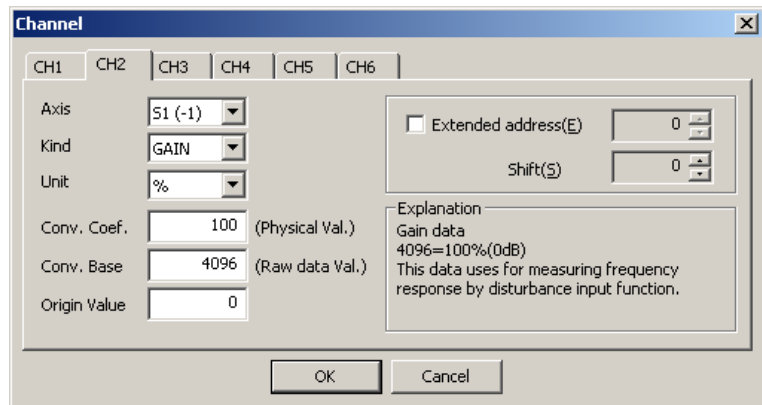 Channel
CH1 CH2 CH3 CH4 CH5 CH6
Axis S1 (-1)
Kind GAIN
Unit %
Conv. Coef. 100 (Physical Val.)
Conv. Base 4096 (Raw data Val.)
Origin Value 0
Extended address(E) 0
Shift(S) 0
Explanation
Gain data
4096=100%(0dB)
This data uses for measuring frequency
response by disturbance input function.
OK Cancel